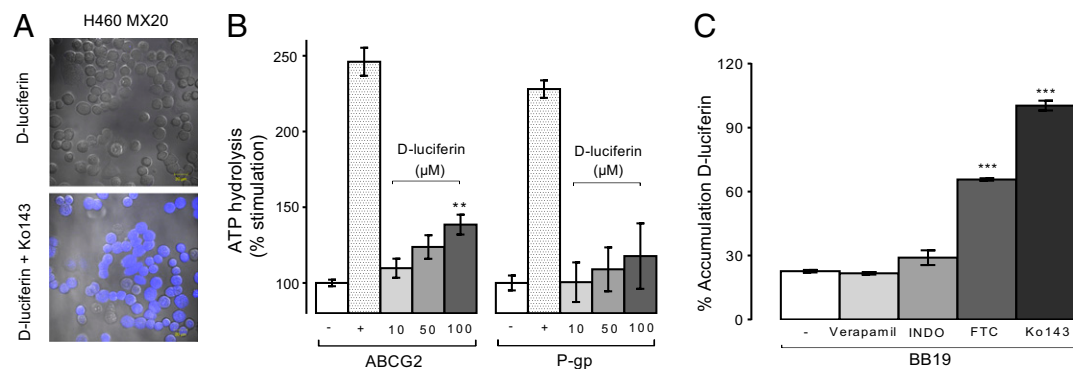 A
H460 MX20
D-luciferin
D-luciferin + Ko143
B
ATP hydrolysis
(% stimulation)
250
200
150
100
D-luciferin
(µM)
**
D-luciferin
(µM)
- + 10 50 100 - + 10 50 100
ABCG2 P-gp
C
% Accumulation D-luciferin
120
90
60
30
0
***
***
- Verapamil INDO FTC Ko143
BB19